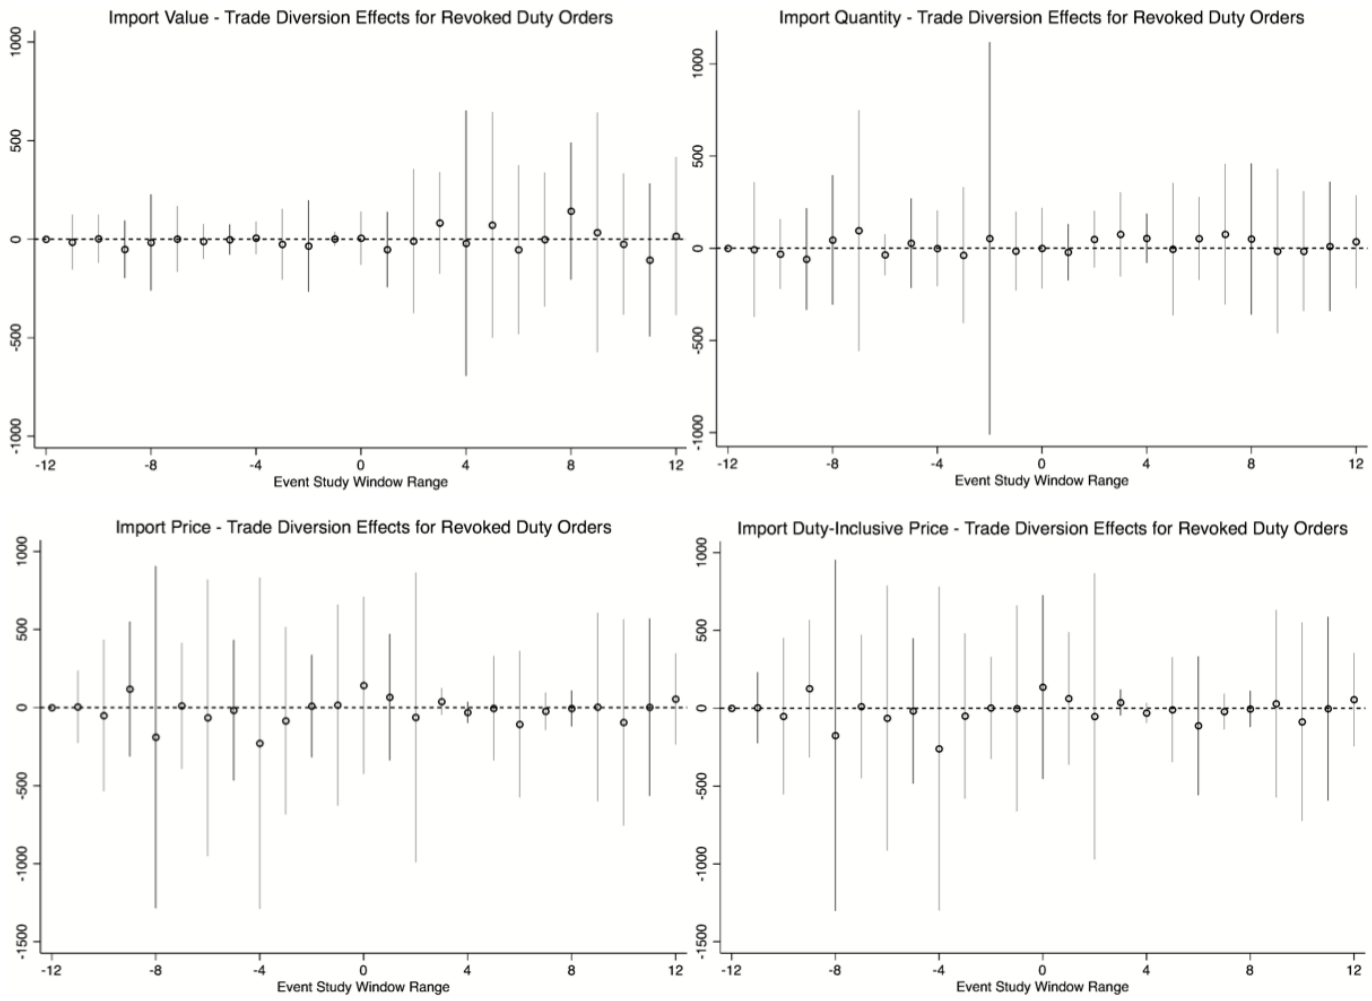 Import Value - Trade Diversion Effects for Revoked Duty Orders
1000
500
0
-500
-1000
-12 -8 -4 0 4 8 12
Event Study Window Range
Import Quantity - Trade Diversion Effects for Revoked Duty Orders
1000
500
0
-500
-1000
-12 -8 -4 0 4 8 12
Event Study Window Range
Import Price - Trade Diversion Effects for Revoked Duty Orders
1000
500
0
-500
-1000
-1500
-12 -8 -4 0 4 8 12
Event Study Window Range
Import Duty-Inclusive Price - Trade Diversion Effects for Revoked Duty Orders
1000
500
0
-500
-1000
-1500
-12 -8 -4 0 4 8 12
Event Study Window Range